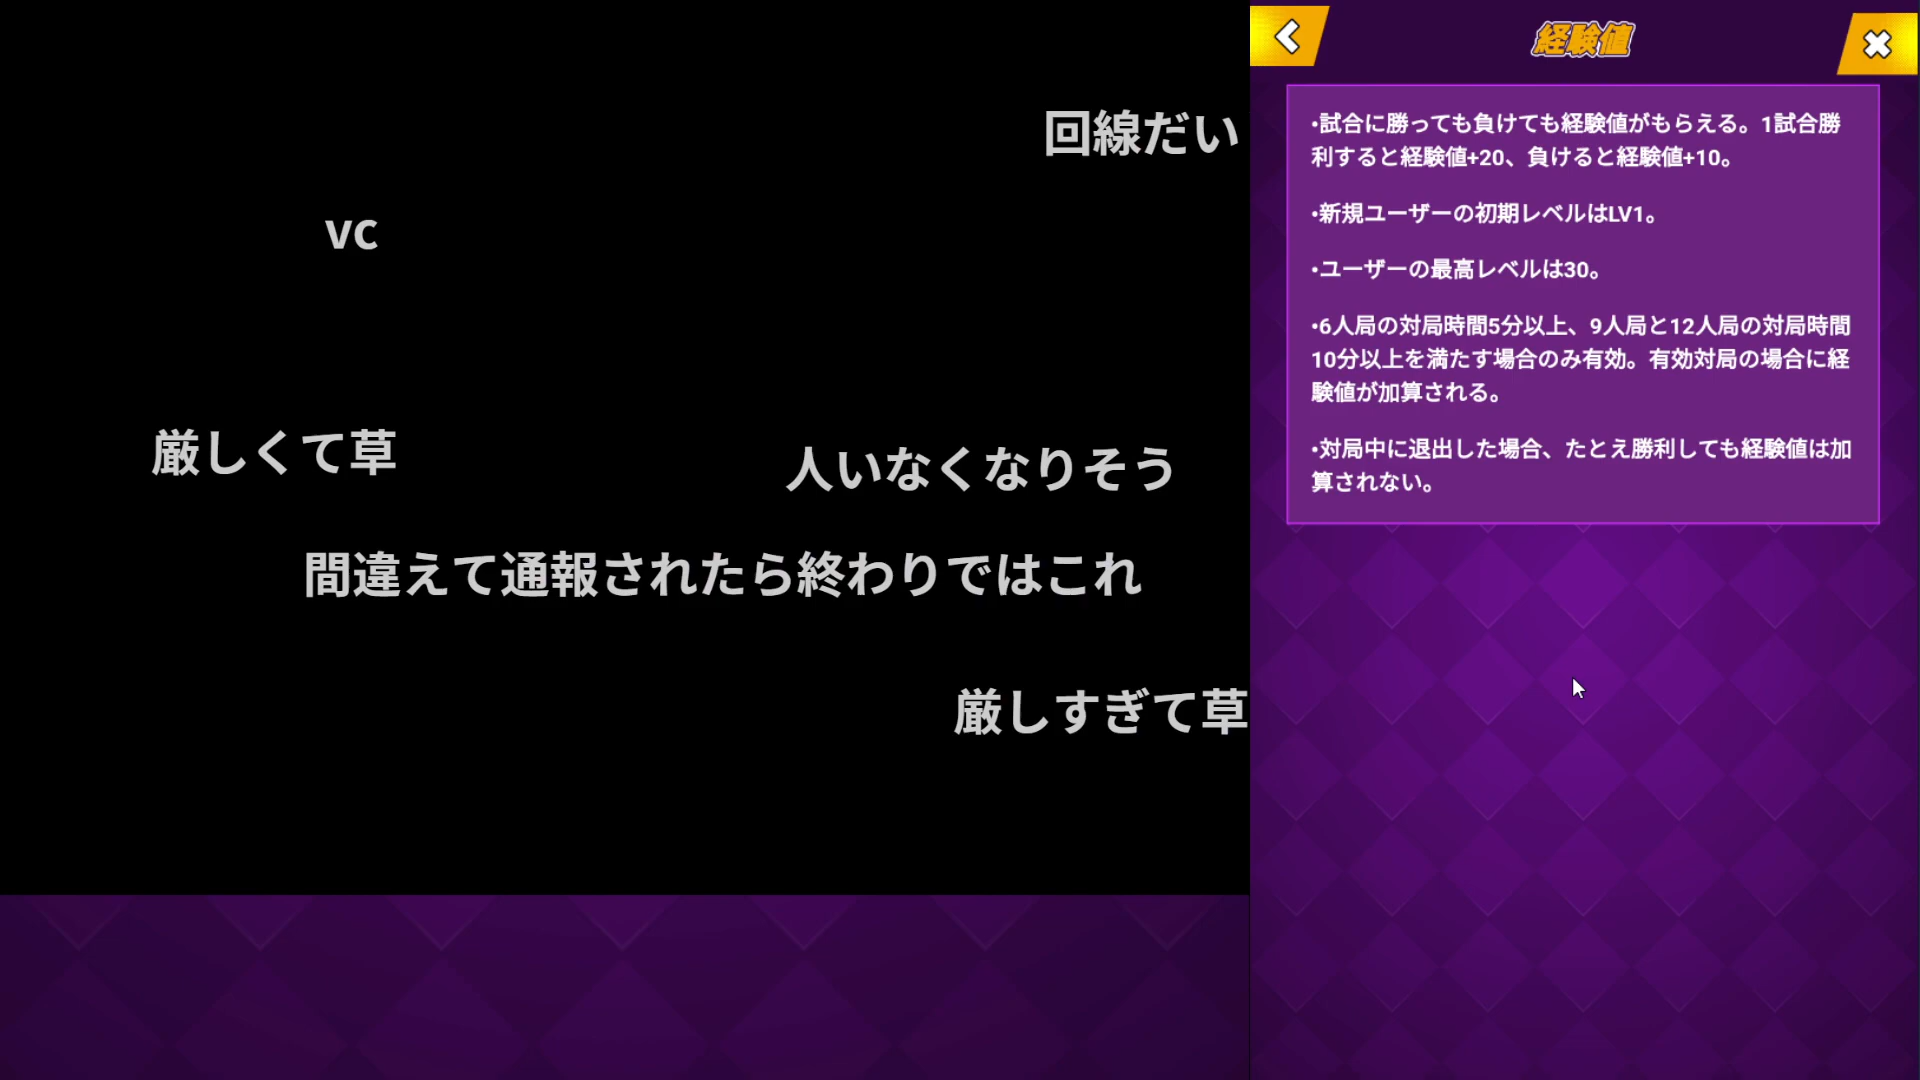 回線だい
vc
厳しくて草
人いなくなりそう
間違えて通報されたら終わりではこれ
厳しすぎて草
経験値
•試合に勝っても負けても経験値がもらえる。1試合勝
利すると経験値+20、負けると経験値+10。
•新規ユーザーの初期レベルはLV1。
•ユーザーの最高レベルは30。
•6人局の対局時間5分以上、9人局と12人局の対局時間
10分以上を満たす場合のみ有効。有効対局の場合に経
験値が加算される。
•対局中に退出した場合、たとえ勝利しても経験値は加
算されない。